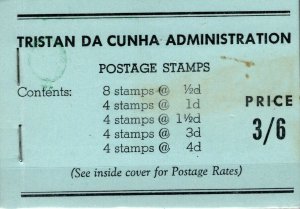 TRISTAN DA CUNHA ADMINISTRATION
POSTAGE STAMPS
Contents: 8 stamps @ ½d
4 stamps @ 1d
4 stamps @ 1½d
4 stamps @ 3d
4 stamps @ 4d
PRICE
3/6
(See inside cover for Postage Rates)